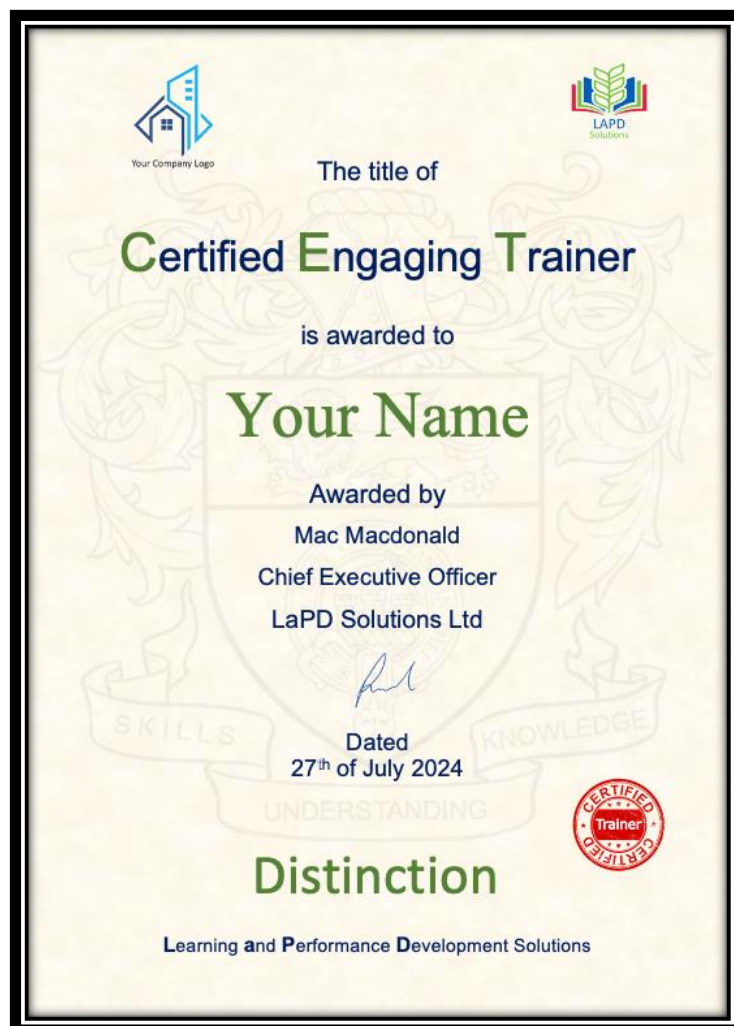 Your Company Logo
LAPD
Solutions
The title of
Certified Engaging Trainer
is awarded to
Your Name
Awarded by
Mac Macdonald
Chief Executive Officer
LaPD Solutions Ltd
SKILLS
KNOWLEDGE
Dated
27th of July 2024
UNDERSTANDING
CERTIFIED
Trainer
CERTIFIED
Distinction
Learning and Performance Development Solutions